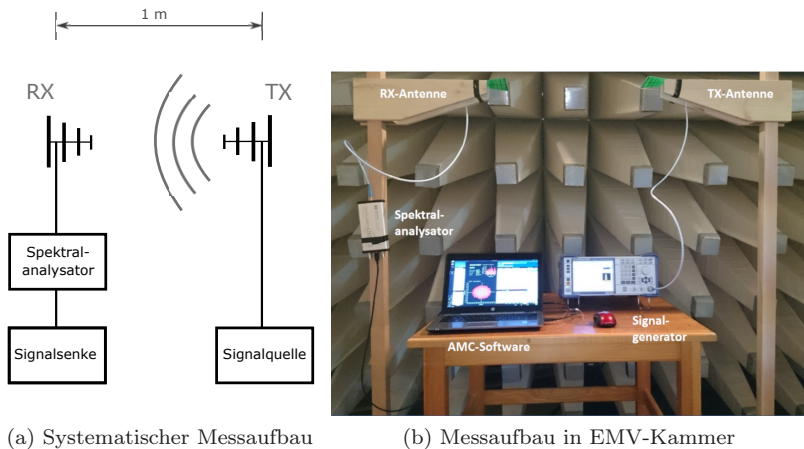 1 m
RX
TX
Spektral-
analysator
Signalsenke
Signalquelle
(a) Systematischer Messaufbau
RX-Antenne
TX-Antenne
Spektral-
analysator
Signal-
generator
AMC-Software
(b) Messaufbau in EMV-Kammer